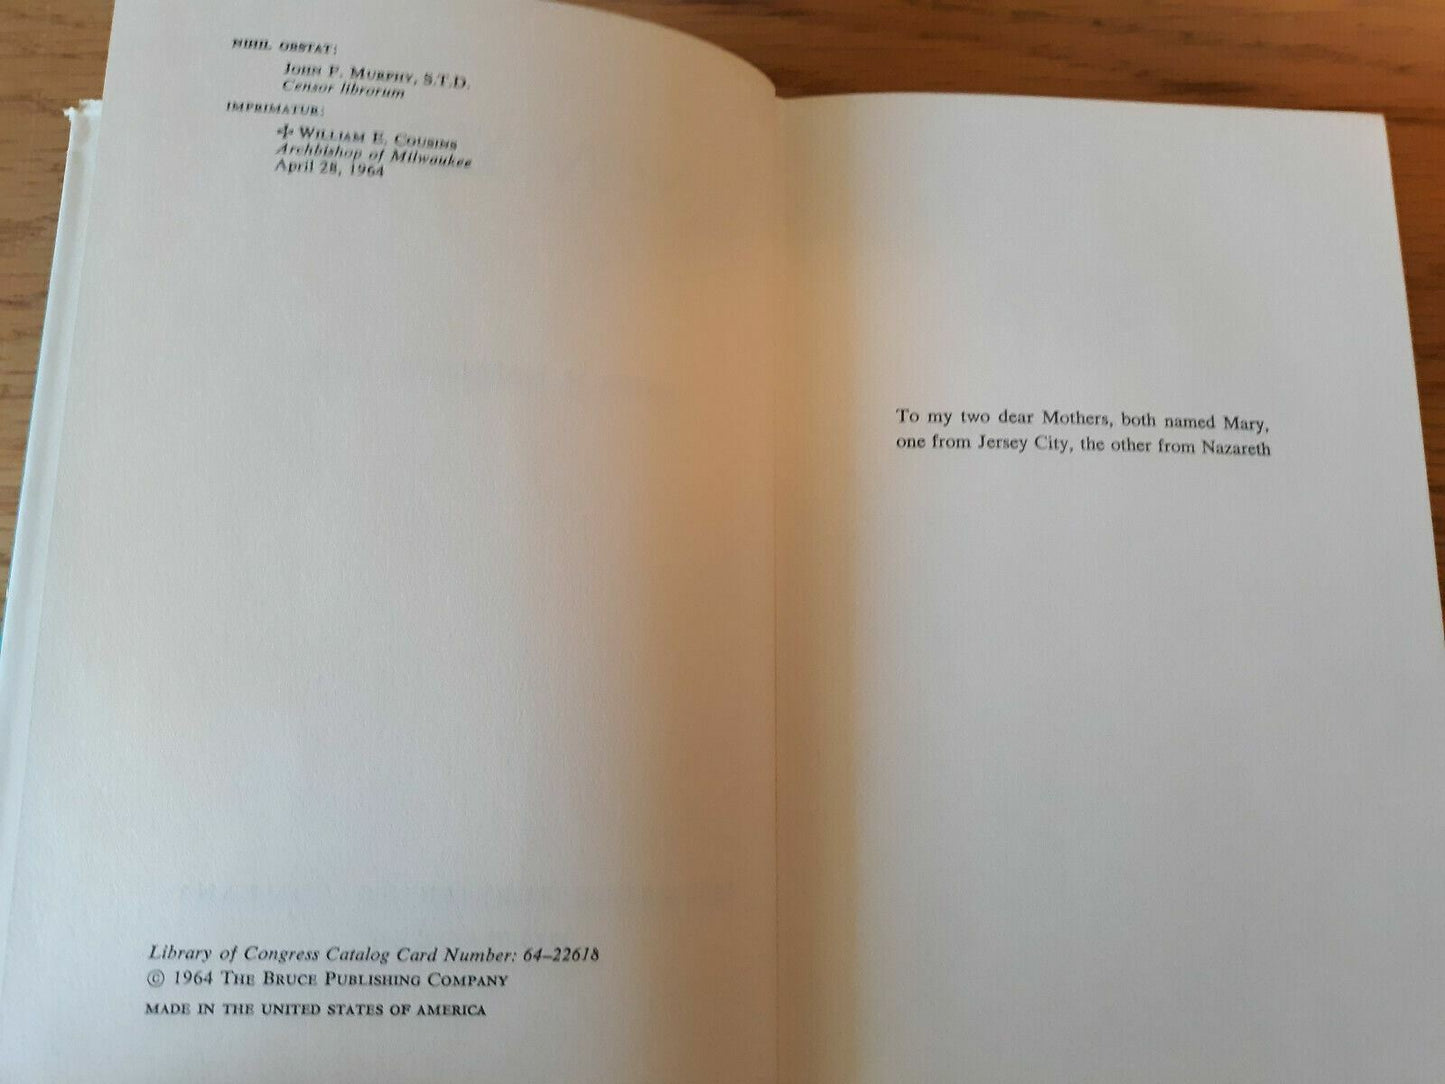 NIHIL OBSTAT:
JOHN F. MURPHY, S.T.D.
Censor librorum
IMPRIMATUR:
✠ WILLIAM E. COUSINS
Archbishop of Milwaukee
April 28, 1964
Library of Congress Catalog Card Number: 64–22618
© 1964 THE BRUCE PUBLISHING COMPANY
MADE IN THE UNITED STATES OF AMERICA
To my two dear Mothers, both named Mary,
one from Jersey City, the other from Nazareth